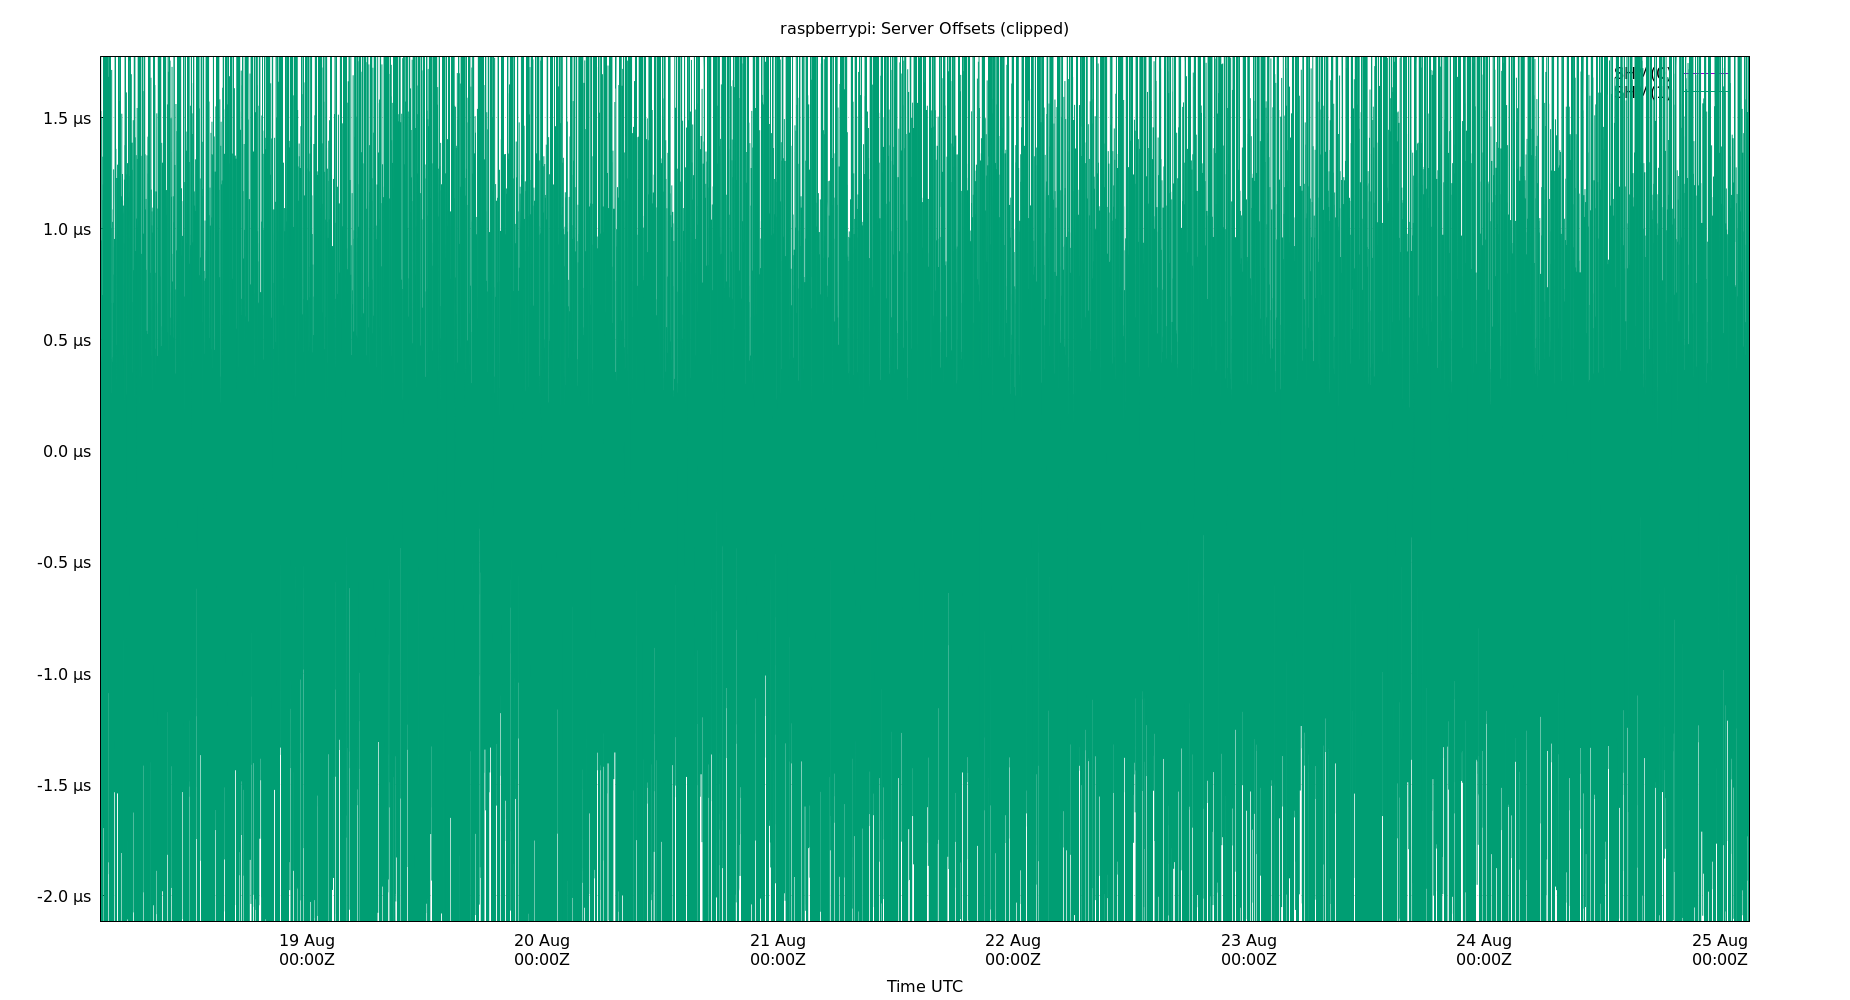 raspberrypi: Server Offsets (clipped)
1.5 µs
1.0 µs
0.5 µs
0.0 µs
-0.5 µs
-1.0 µs
-1.5 µs
-2.0 µs
19 Aug 20 Aug 21 Aug 22 Aug 23 Aug 24 Aug 25 Aug
00:00Z 00:00Z 00:00Z 00:00Z 00:00Z 00:00Z 00:00Z
Time UTC